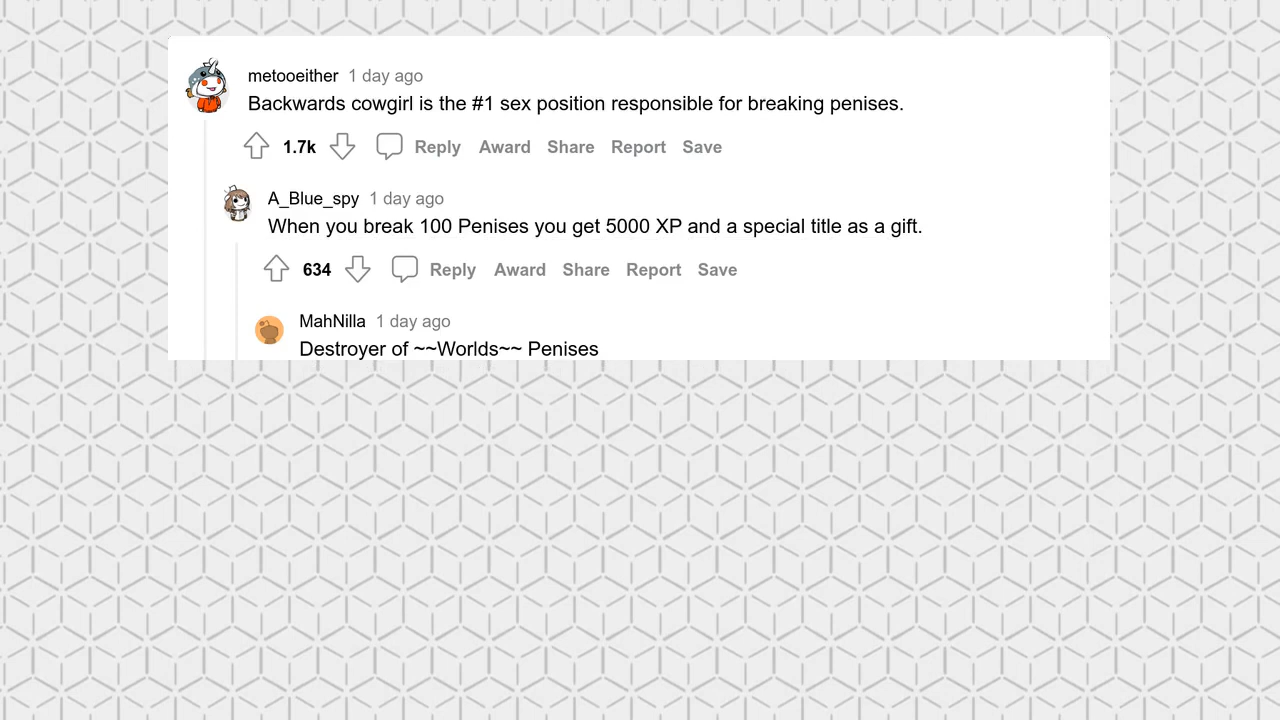 metooeither 1 day ago
Backwards cowgirl is the #1 sex position responsible for breaking penises.
1.7k Reply Award Share Report Save
A_Blue_spy 1 day ago
When you break 100 Penises you get 5000 XP and a special title as a gift.
634 Reply Award Share Report Save
MahNilla 1 day ago
Destroyer of ~~Worlds~~ Penises